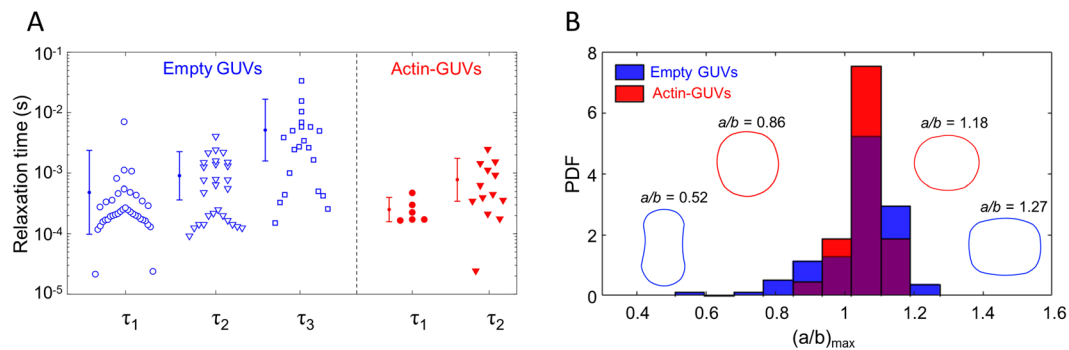 A
Relaxation time (s)
10-1
10-2
10-3
10-4
10-5
Empty GUVs
Actin-GUVs
τ1
τ2
τ3
τ1
τ2
B
PDF
8
6
4
2
0
Empty GUVs
Actin-GUVs
a/b = 0.86
a/b = 1.18
a/b = 0.52
a/b = 1.27
0.4
0.6
0.8
1
1.2
1.4
1.6
(a/b)max